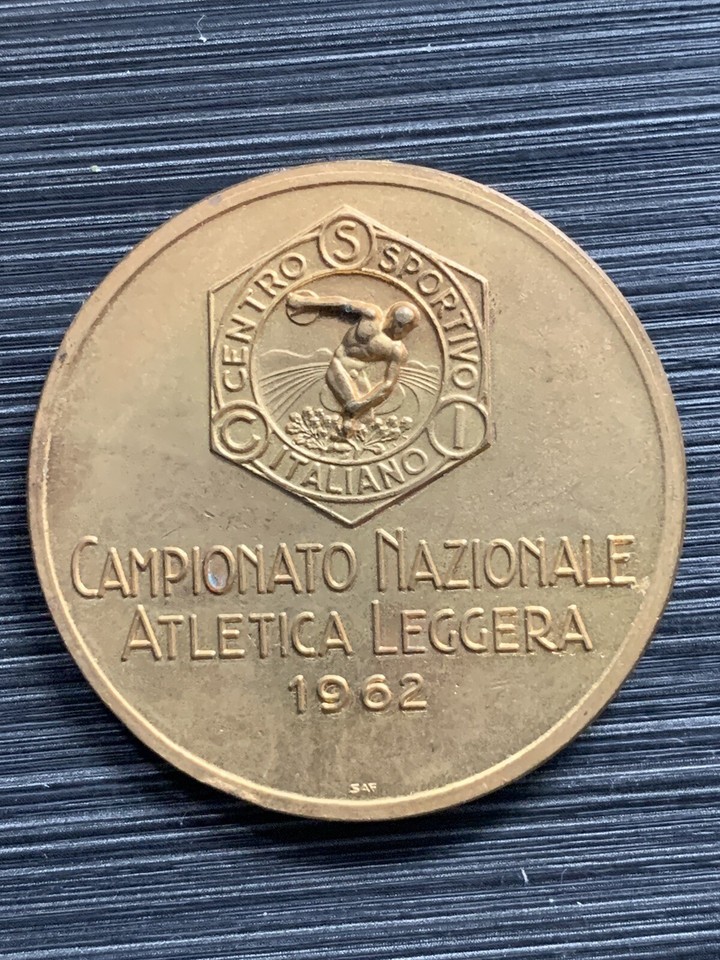 CENTRO S SPORTIVO
C I
ITALIANO
CAMPIONATO NAZIONALE
ATLETICA LEGGERA
1962
SAF